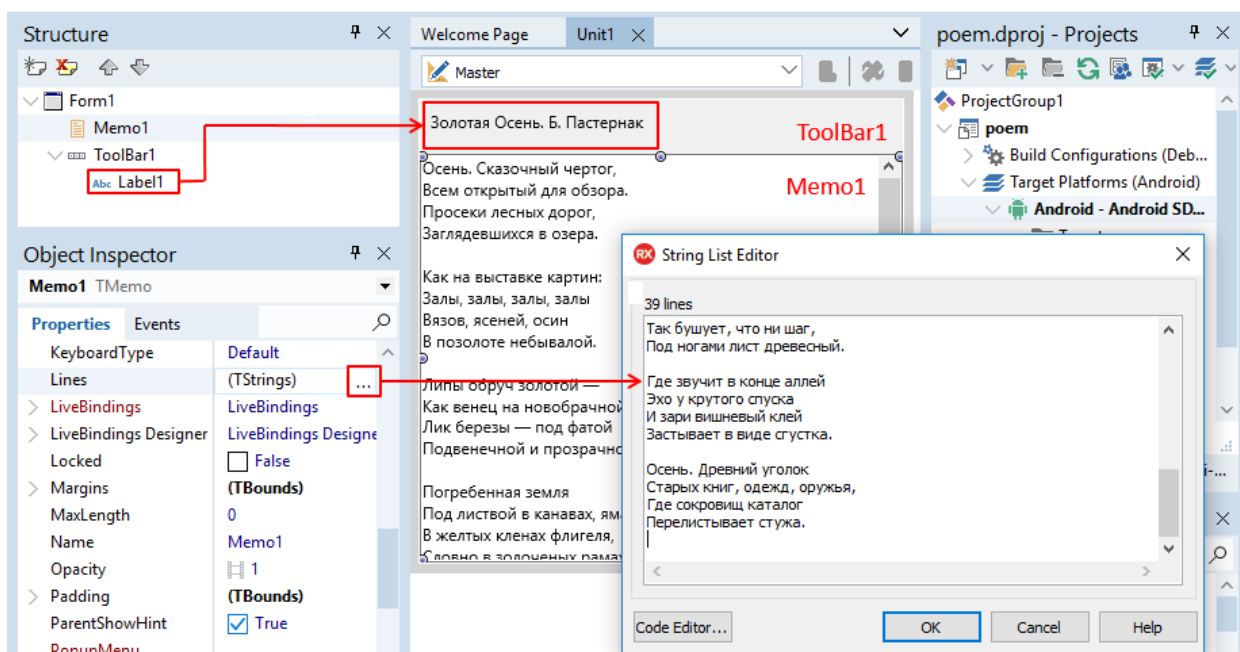 Structure
Form1
Memo1
ToolBar1
Abc Label1
Object Inspector
Memo1 TMemo
Properties Events
KeyboardType Default
Lines (TStrings) ...
LiveBindings LiveBindings
LiveBindings Designer LiveBindings Designe
Locked False
Margins (TBounds)
MaxLength 0
Name Memo1
Opacity 1
Padding (TBounds)
ParentShowHint True
PopupMenu
Welcome Page Unit1
Master
Золотая Осень. Б. Пастернак
ToolBar1
Memo1
Осень. Сказочный чертог,
Всем открытый для обзора.
Просеки лесных дорог,
Заглядевшихся в озера.
Как на выставке картин:
Залы, залы, залы, залы
Вязов, ясеней, осин
В позолоте небывалой.
Липы обруч золотой —
Как венец на новобрачной
Лик березы — под фатой
Подвенечной и прозрачно
Погребенная земля
Под листвой в канавах, ям
В желтых кленах флигеля,
Словно в золоченых рамах
RX String List Editor
39 lines
Так бушует, что ни шаг,
Под ногами лист древесный.
Где звучит в конце аллей
Эхо у крутого спуска
И зари вишневый клей
Застывает в виде сгустка.
Осень. Древний уголок
Старых книг, одежд, оружья,
Где сокровищ каталог
Перелистывает стужа.
Code Editor...
OK
Cancel
Help
poem.dproj - Projects
ProjectGroup1
poem
Build Configurations (Deb...
Target Platforms (Android)
Android - Android SD...